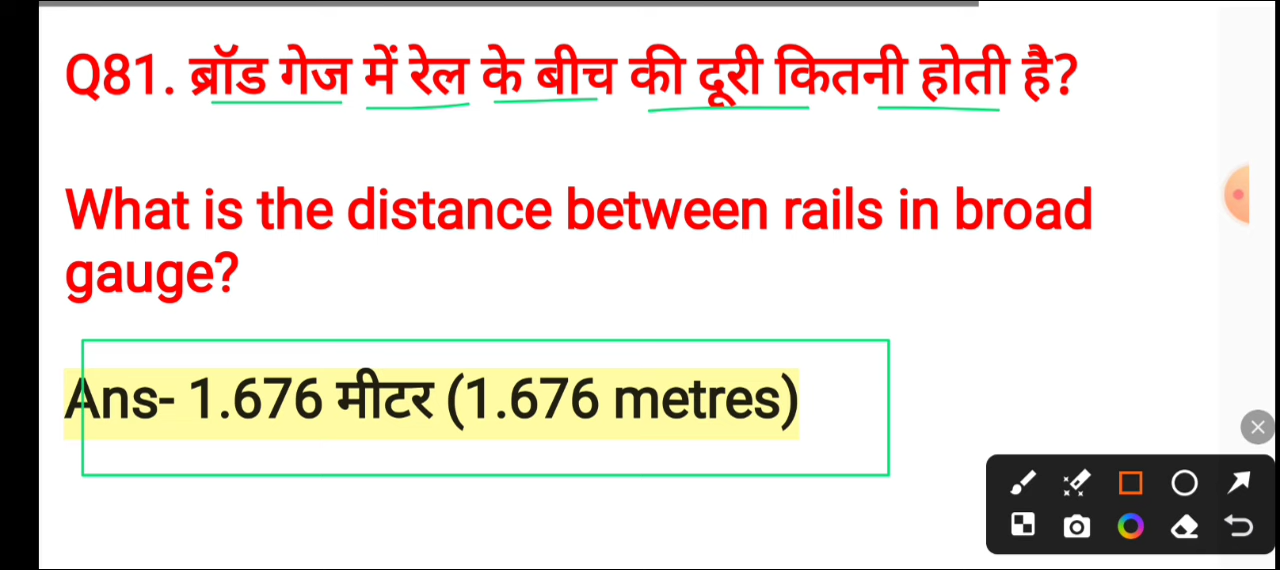 Q81. ब्रॉड गेज में रेल के बीच की दूरी कितनी होती है?
What is the distance between rails in broad
gauge?
Ans- 1.676 मीटर (1.676 metres)